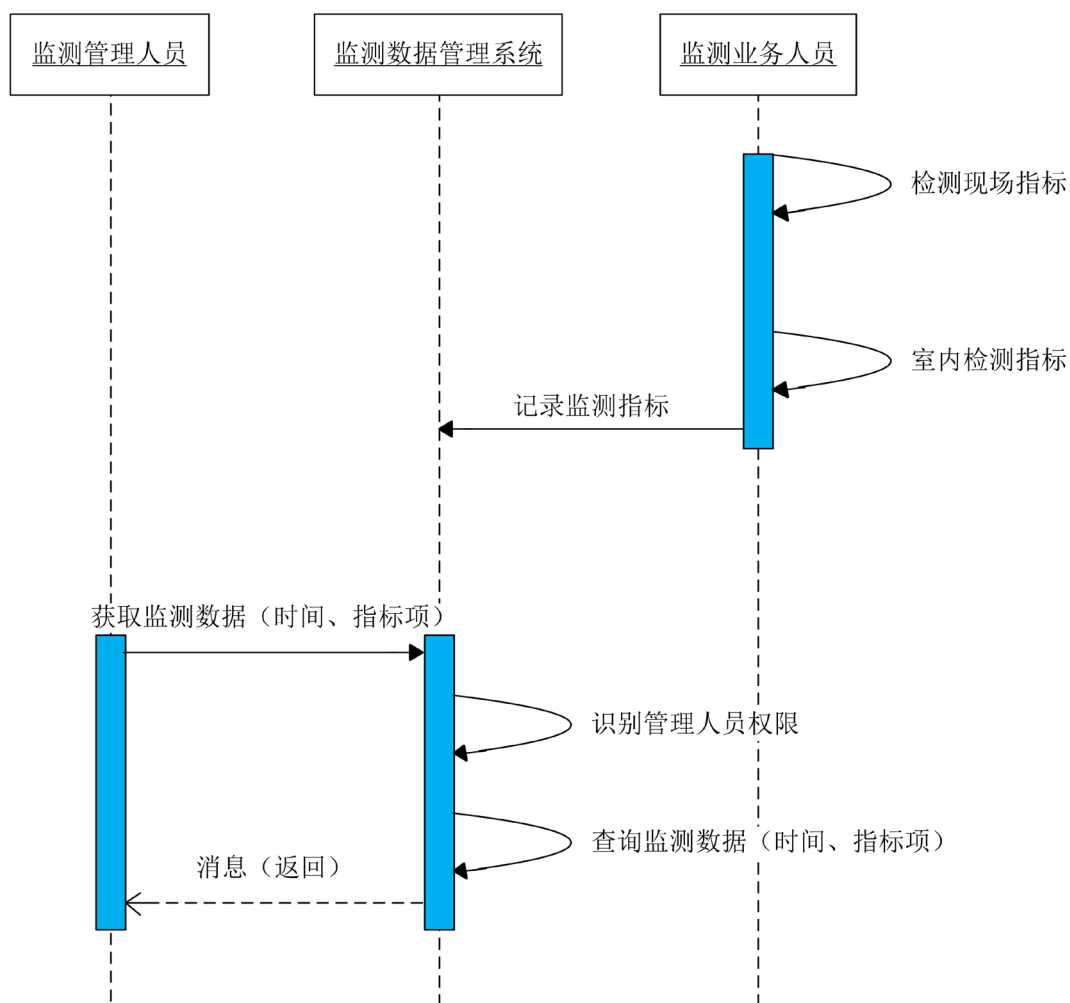 监测管理人员
监测数据管理系统
监测业务人员
检测现场指标
室内检测指标
记录监测指标
获取监测数据（时间、指标项）
识别管理人员权限
查询监测数据（时间、指标项）
消息（返回）